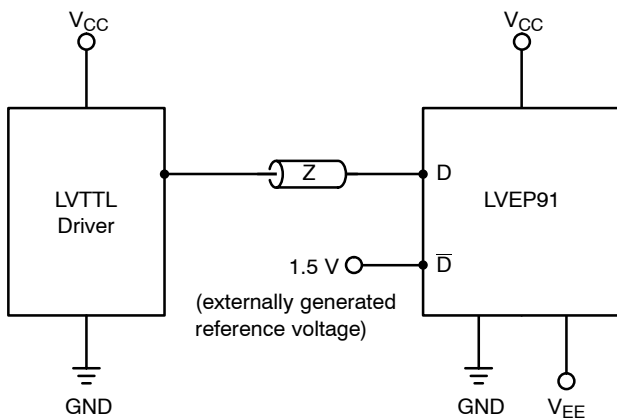 VCC
VCC
LVTTL
Driver
Z
D
LVEP91
1.5 V
D̅
(externally generated
reference voltage)
GND
GND
VEE